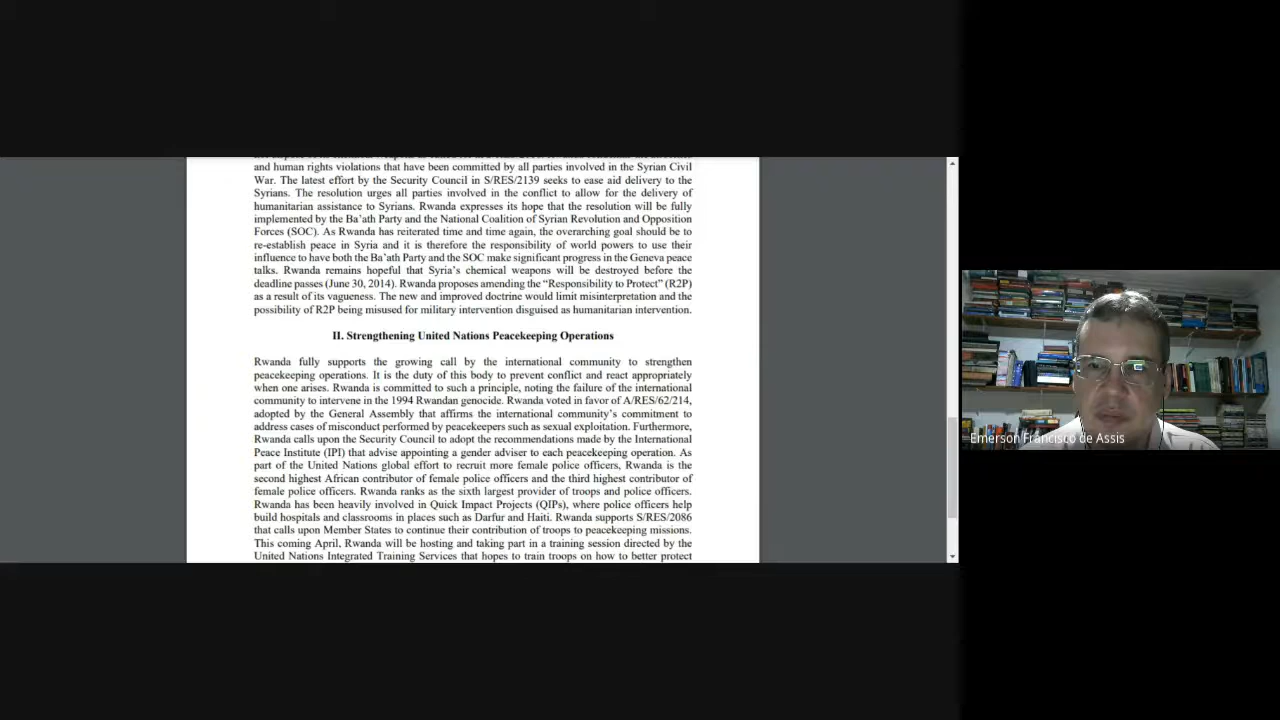 and human rights violations that have been committed by all parties involved in the Syrian Civil
War. The latest effort by the Security Council in S/RES/2139 seeks to ease aid delivery to the
Syrians. The resolution urges all parties involved in the conflict to allow for the delivery of
humanitarian assistance to Syrians. Rwanda expresses its hope that the resolution will be fully
implemented by the Ba’ath Party and the National Coalition of Syrian Revolution and Opposition
Forces (SOC). As Rwanda has reiterated time and time again, the overarching goal should be to
re-establish peace in Syria and it is therefore the responsibility of world powers to use their
influence to have both the Ba’ath Party and the SOC make significant progress in the Geneva peace
talks. Rwanda remains hopeful that Syria’s chemical weapons will be destroyed before the
deadline passes (June 30, 2014). Rwanda proposes amending the “Responsibility to Protect” (R2P)
as a result of its vagueness. The new and improved doctrine would limit misinterpretation and the
possibility of R2P being misused for military intervention disguised as humanitarian intervention.
II. Strengthening United Nations Peacekeeping Operations
Rwanda fully supports the growing call by the international community to strengthen
peacekeeping operations. It is the duty of this body to prevent conflict and react appropriately
when one arises. Rwanda is committed to such a principle, noting the failure of the international
community to intervene in the 1994 Rwandan genocide. Rwanda voted in favor of A/RES/62/214,
adopted by the General Assembly that affirms the international community’s commitment to
address cases of misconduct performed by peacekeepers such as sexual exploitation. Furthermore,
Rwanda calls upon the Security Council to adopt the recommendations made by the International
Peace Institute (IPI) that advise appointing a gender adviser to each peacekeeping operation. As
part of the United Nations global effort to recruit more female police officers, Rwanda is the
second highest African contributor of female police officers and the third highest contributor of
female police officers. Rwanda ranks as the sixth largest provider of troops and police officers.
Rwanda has been heavily involved in Quick Impact Projects (QIPs), where police officers help
build hospitals and classrooms in places such as Darfur and Haiti. Rwanda supports S/RES/2086
that calls upon Member States to continue their contribution of troops to peacekeeping missions.
This coming April, Rwanda will be hosting and taking part in a training session directed by the
United Nations Integrated Training Services that hopes to train troops on how to better protect
Emerson Francisco de Assis